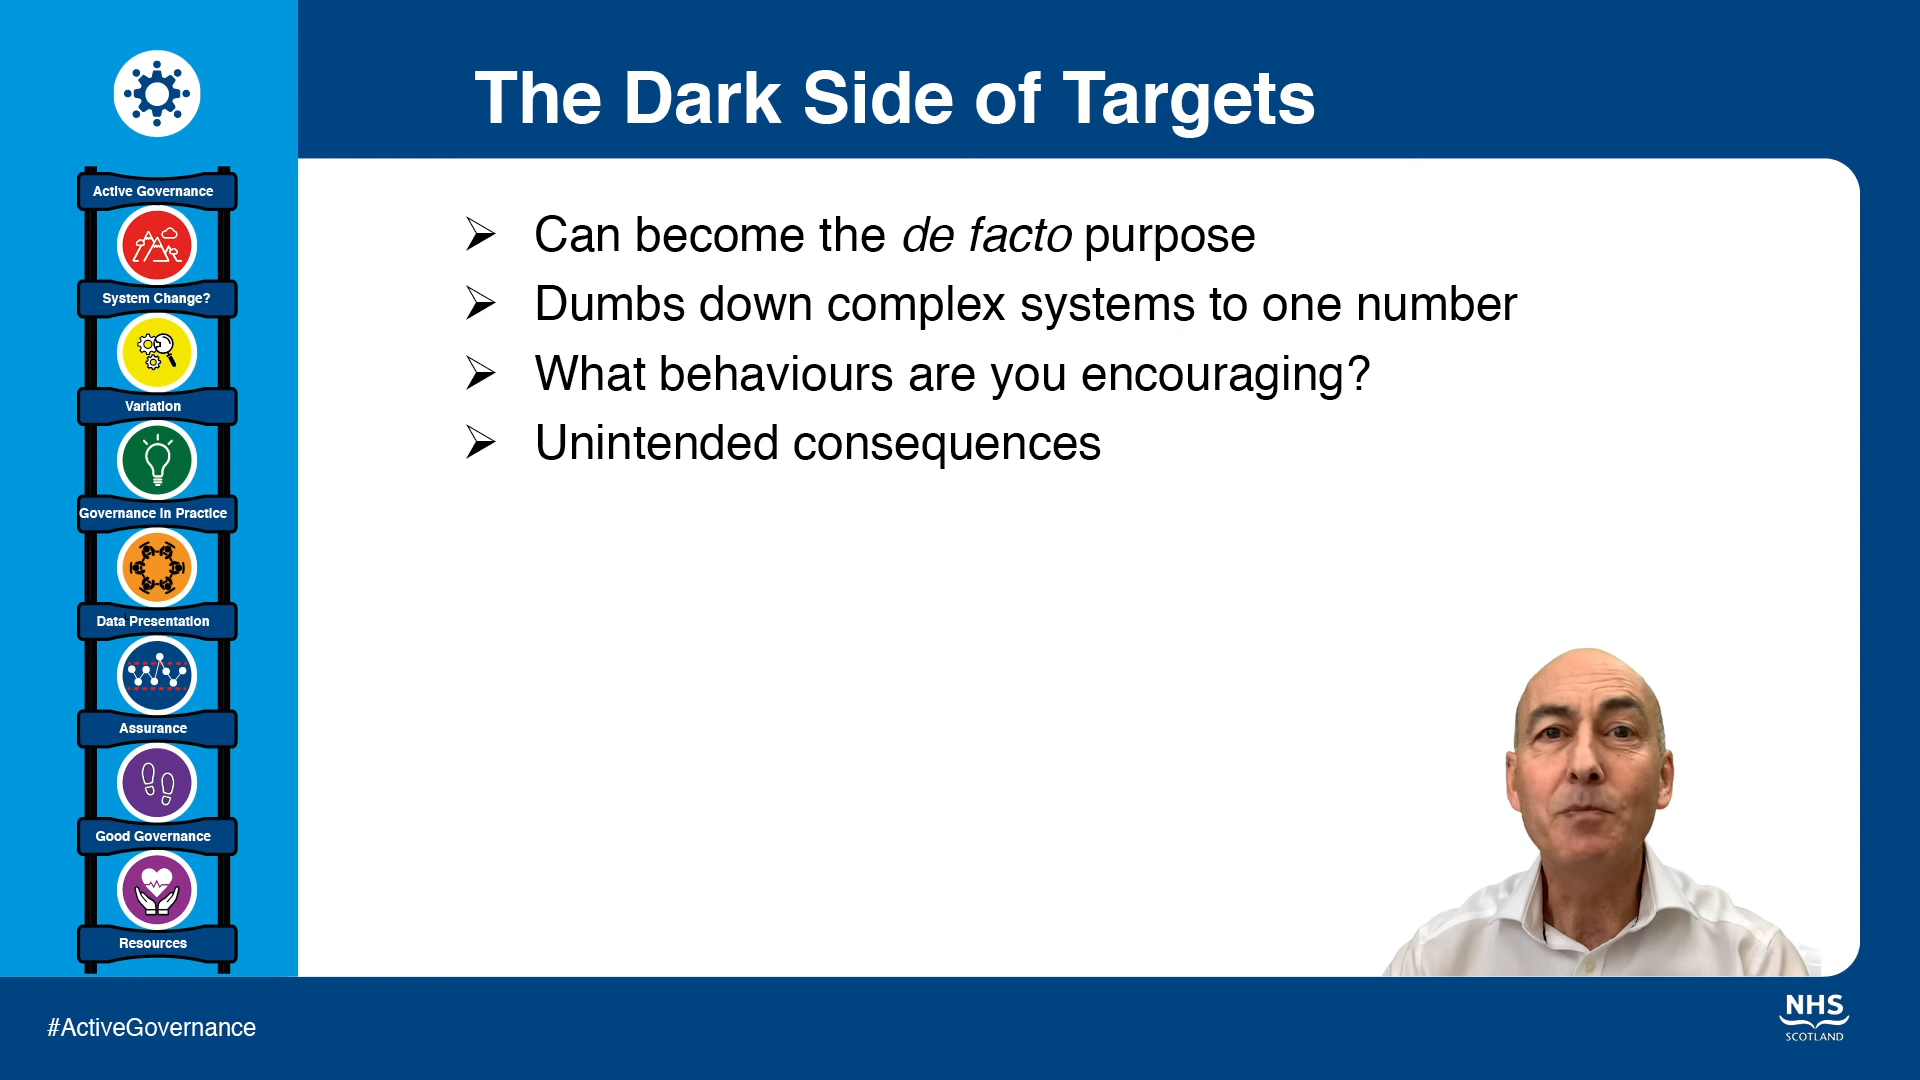 The Dark Side of Targets
Active Governance
System Change?
Variation
Governance in Practice
Data Presentation
Assurance
Good Governance
Resources
➢ Can become the de facto purpose
➢ Dumbs down complex systems to one number
➢ What behaviours are you encouraging?
➢ Unintended consequences
#ActiveGovernance
NHS
SCOTLAND